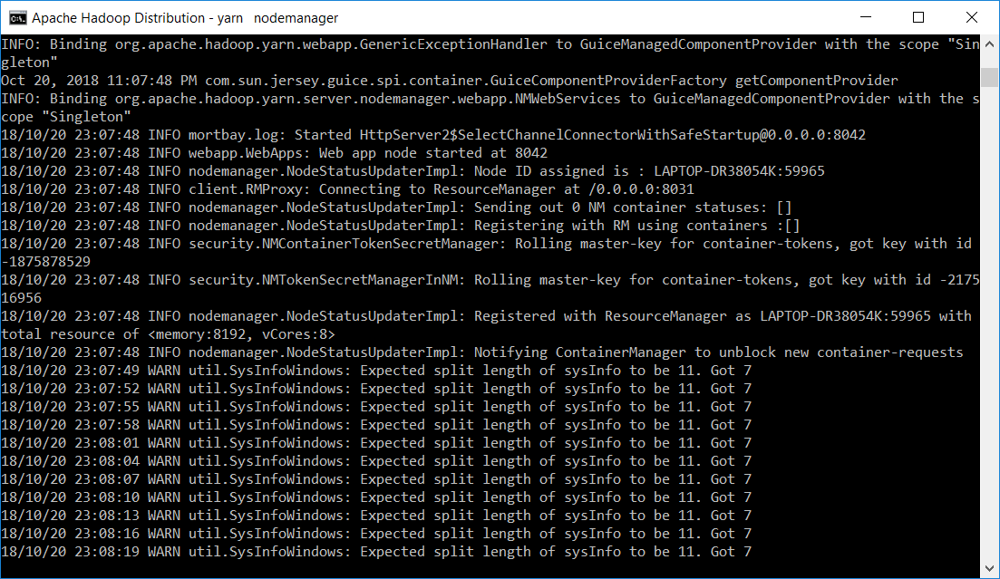 Apache Hadoop Distribution - yarn   nodemanager
INFO: Binding org.apache.hadoop.yarn.webapp.GenericExceptionHandler to GuiceManagedComponentProvider with the scope "Sin
gleton"
Oct 20, 2018 11:07:48 PM com.sun.jersey.guice.spi.container.GuiceComponentProviderFactory getComponentProvider
INFO: Binding org.apache.hadoop.yarn.server.nodemanager.webapp.NMWebServices to GuiceManagedComponentProvider with the s
cope "Singleton"
18/10/20 23:07:48 INFO mortbay.log: Started HttpServer2$SelectChannelConnectorWithSafeStartup@0.0.0.0:8042
18/10/20 23:07:48 INFO webapp.WebApps: Web app node started at 8042
18/10/20 23:07:48 INFO nodemanager.NodeStatusUpdaterImpl: Node ID assigned is : LAPTOP-DR38054K:59965
18/10/20 23:07:48 INFO client.RMProxy: Connecting to ResourceManager at /0.0.0.0:8031
18/10/20 23:07:48 INFO nodemanager.NodeStatusUpdaterImpl: Sending out 0 NM container statuses: []
18/10/20 23:07:48 INFO nodemanager.NodeStatusUpdaterImpl: Registering with RM using containers :[]
18/10/20 23:07:48 INFO security.NMContainerTokenSecretManager: Rolling master-key for container-tokens, got key with id
-1875878529
18/10/20 23:07:48 INFO security.NMTokenSecretManagerInNM: Rolling master-key for container-tokens, got key with id -2175
16956
18/10/20 23:07:48 INFO nodemanager.NodeStatusUpdaterImpl: Registered with ResourceManager as LAPTOP-DR38054K:59965 with
total resource of <memory:8192, vCores:8>
18/10/20 23:07:48 INFO nodemanager.NodeStatusUpdaterImpl: Notifying ContainerManager to unblock new container-requests
18/10/20 23:07:49 WARN util.SysInfoWindows: Expected split length of sysInfo to be 11. Got 7
18/10/20 23:07:52 WARN util.SysInfoWindows: Expected split length of sysInfo to be 11. Got 7
18/10/20 23:07:55 WARN util.SysInfoWindows: Expected split length of sysInfo to be 11. Got 7
18/10/20 23:07:58 WARN util.SysInfoWindows: Expected split length of sysInfo to be 11. Got 7
18/10/20 23:08:01 WARN util.SysInfoWindows: Expected split length of sysInfo to be 11. Got 7
18/10/20 23:08:04 WARN util.SysInfoWindows: Expected split length of sysInfo to be 11. Got 7
18/10/20 23:08:07 WARN util.SysInfoWindows: Expected split length of sysInfo to be 11. Got 7
18/10/20 23:08:10 WARN util.SysInfoWindows: Expected split length of sysInfo to be 11. Got 7
18/10/20 23:08:13 WARN util.SysInfoWindows: Expected split length of sysInfo to be 11. Got 7
18/10/20 23:08:16 WARN util.SysInfoWindows: Expected split length of sysInfo to be 11. Got 7
18/10/20 23:08:19 WARN util.SysInfoWindows: Expected split length of sysInfo to be 11. Got 7